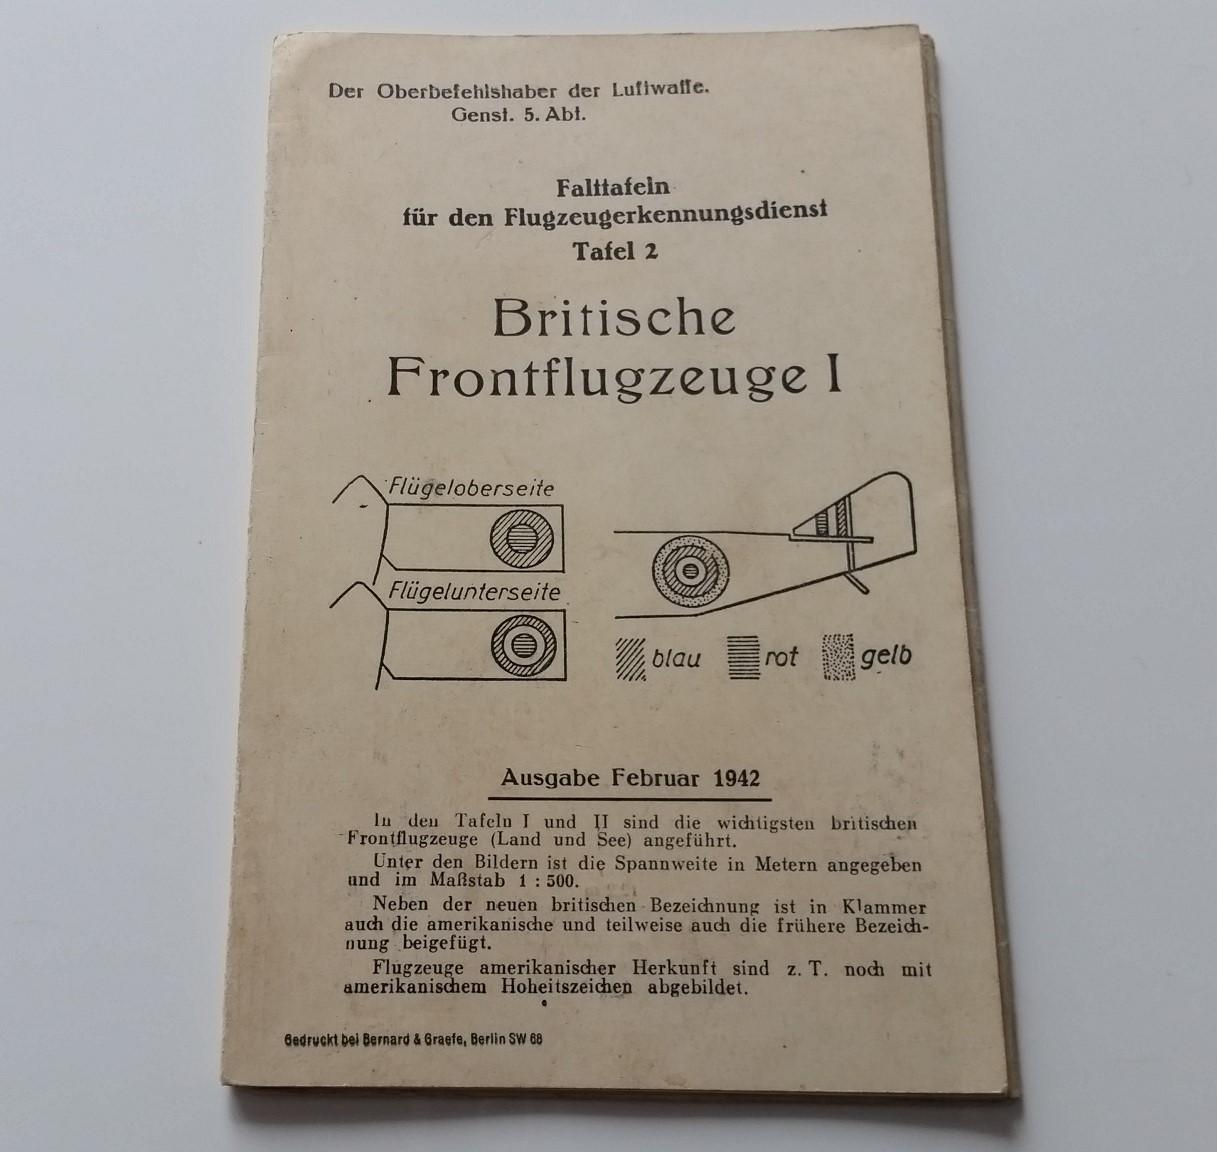 Der Oberbefehlshaber der Luftwaffe.
Genst. 5. Abt.
Falttafeln
für den Flugzeugerkennungsdienst
Tafel 2
Britische
Frontflugzeuge I
Flügeloberseite
Flügelunterseite
blau rot gelb
Ausgabe Februar 1942
In den Tafeln I und II sind die wichtigsten britischen
Frontflugzeuge (Land und See) angeführt.
Unter den Bildern ist die Spannweite in Metern angegeben
und im Maßstab 1 : 500.
Neben der neuen britischen Bezeichnung ist in Klammer
auch die amerikanische und teilweise auch die frühere Bezeich-
nung beigefügt.
Flugzeuge amerikanischer Herkunft sind z. T. noch mit
amerikanischem Hoheitszeichen abgebildet.
Gedruckt bei Bernard & Graefe, Berlin SW 68